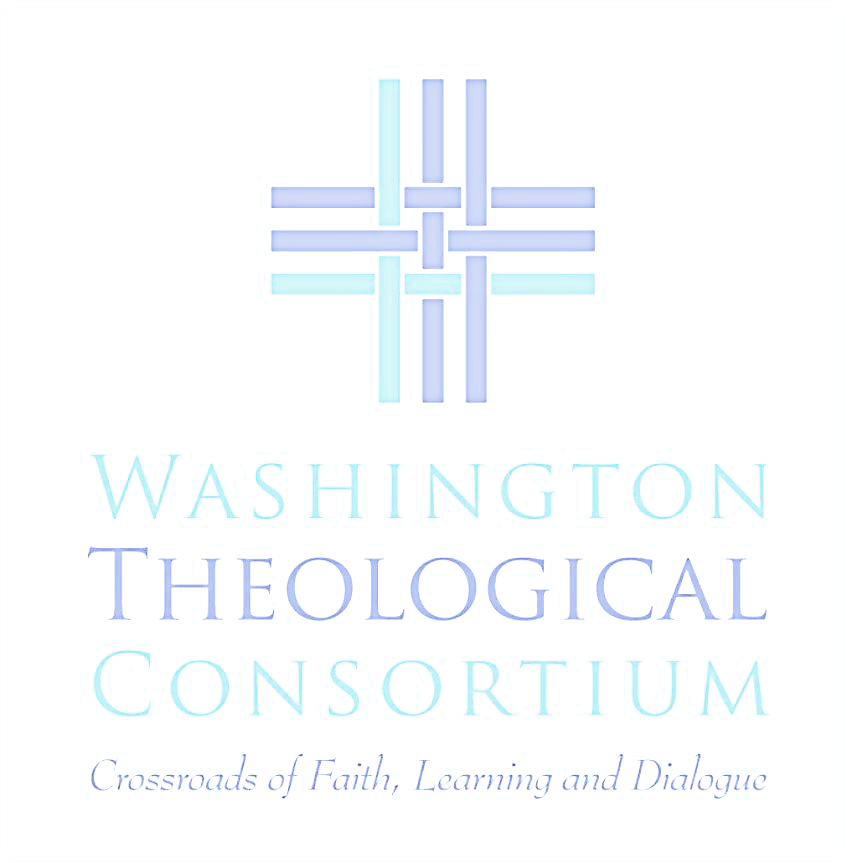 WASHINGTON
THEOLOGICAL
CONSORTIUM
Crossroads of Faith, Learning and Dialogue